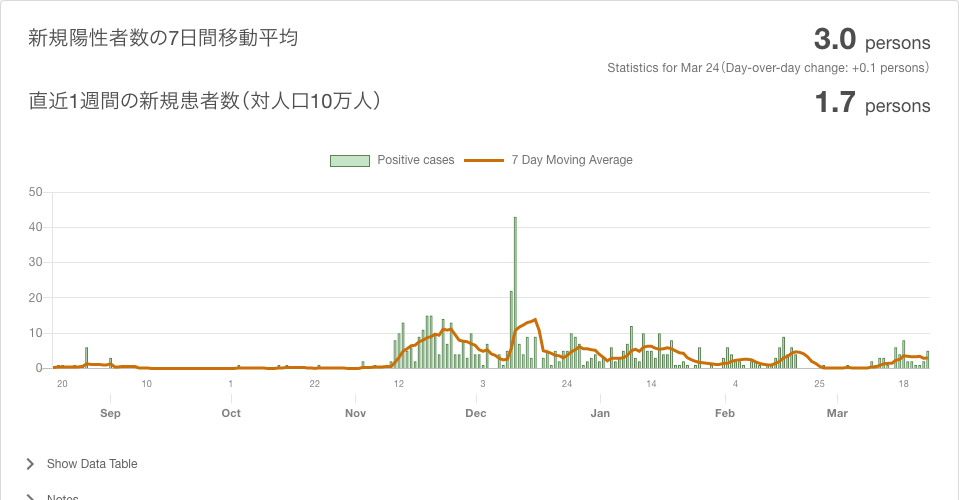 新規陽性者数の7日間移動平均
3.0 persons
Statistics for Mar 24(Day-over-day change: +0.1 persons)
直近1週間の新規患者数(対人口10万人)
1.7 persons
Positive cases 7 Day Moving Average
50
40
30
20
10
0
20 10 1 22 12 3 24 14 4 25 18
Sep Oct Nov Dec Jan Feb Mar
Show Data Table
Notes